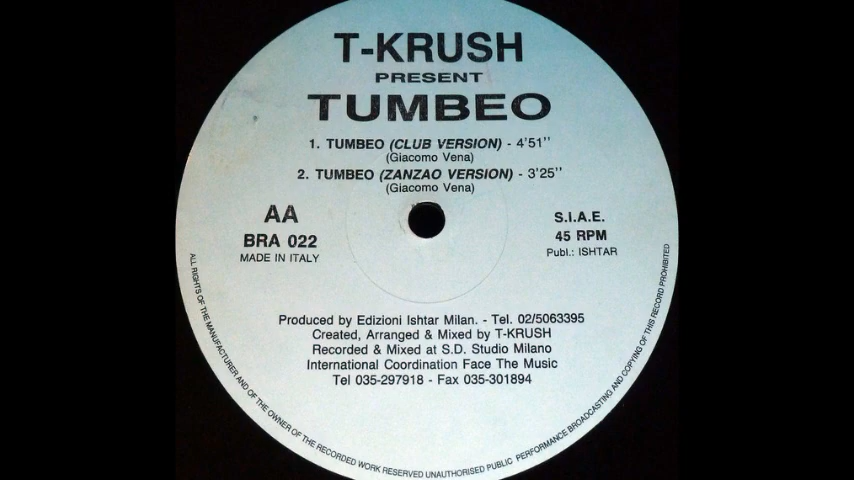 T-KRUSH
PRESENT
TUMBEO
1. TUMBEO (CLUB VERSION) - 4'51''
(Giacomo Vena)
2. TUMBEO (ZANZAO VERSION) - 3'25''
(Giacomo Vena)
AA
BRA 022
MADE IN ITALY
S.I.A.E.
45 RPM
Publ.: ISHTAR
Produced by Edizioni Ishtar Milan. - Tel. 02/5063395
Created, Arranged & Mixed by T-KRUSH
Recorded & Mixed at S.D. Studio Milano
International Coordination Face The Music
Tel 035-297918 - Fax 035-301894
ALL RIGHTS OF THE MANUFACTURER AND OF THE OWNER OF THE RECORDED WORK RESERVED UNAUTHORISED PUBLIC PERFORMANCE BROADCASTING AND COPYING OF THIS RECORD PROHIBITED